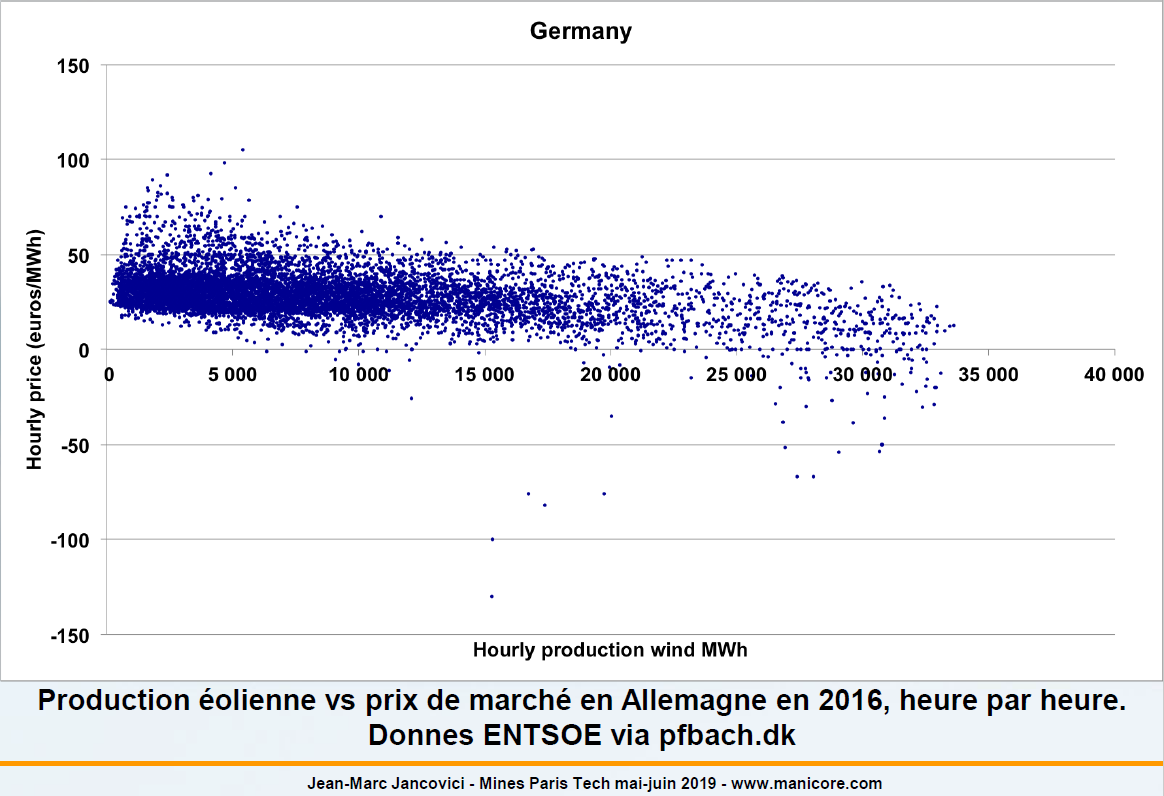 Germany
150
100
50
0
-50
-100
-150
Hourly price (euros/MWh)
0 5 000 10 000 15 000 20 000 25 000 30 000 35 000 40 000
Hourly production wind MWh
Production éolienne vs prix de marché en Allemagne en 2016, heure par heure.
Donnes ENTSOE via pfbach.dk
Jean-Marc Jancovici - Mines Paris Tech mai-juin 2019 - www.manicore.com